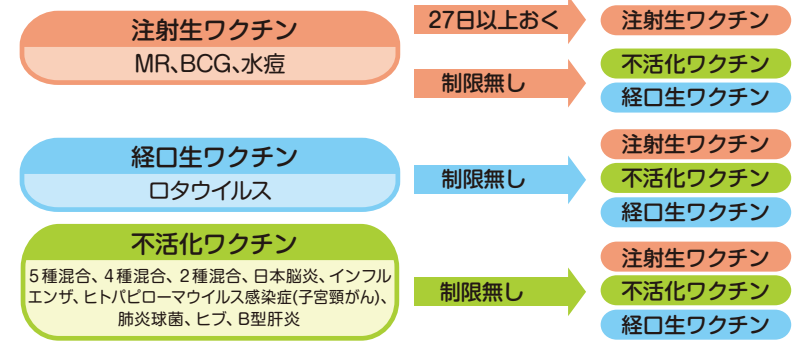 注射生ワクチン
MR、BCG、水痘
27日以上おく
注射生ワクチン
制限無し
不活化ワクチン
経口生ワクチン
経口生ワクチン
ロタウイルス
制限無し
注射生ワクチン
不活化ワクチン
経口生ワクチン
不活化ワクチン
5種混合、4種混合、2種混合、日本脳炎、インフル
エンザ、ヒトパピローマウイルス感染症(子宮頸がん)、
肺炎球菌、ヒブ、B型肝炎
制限無し
注射生ワクチン
不活化ワクチン
経口生ワクチン